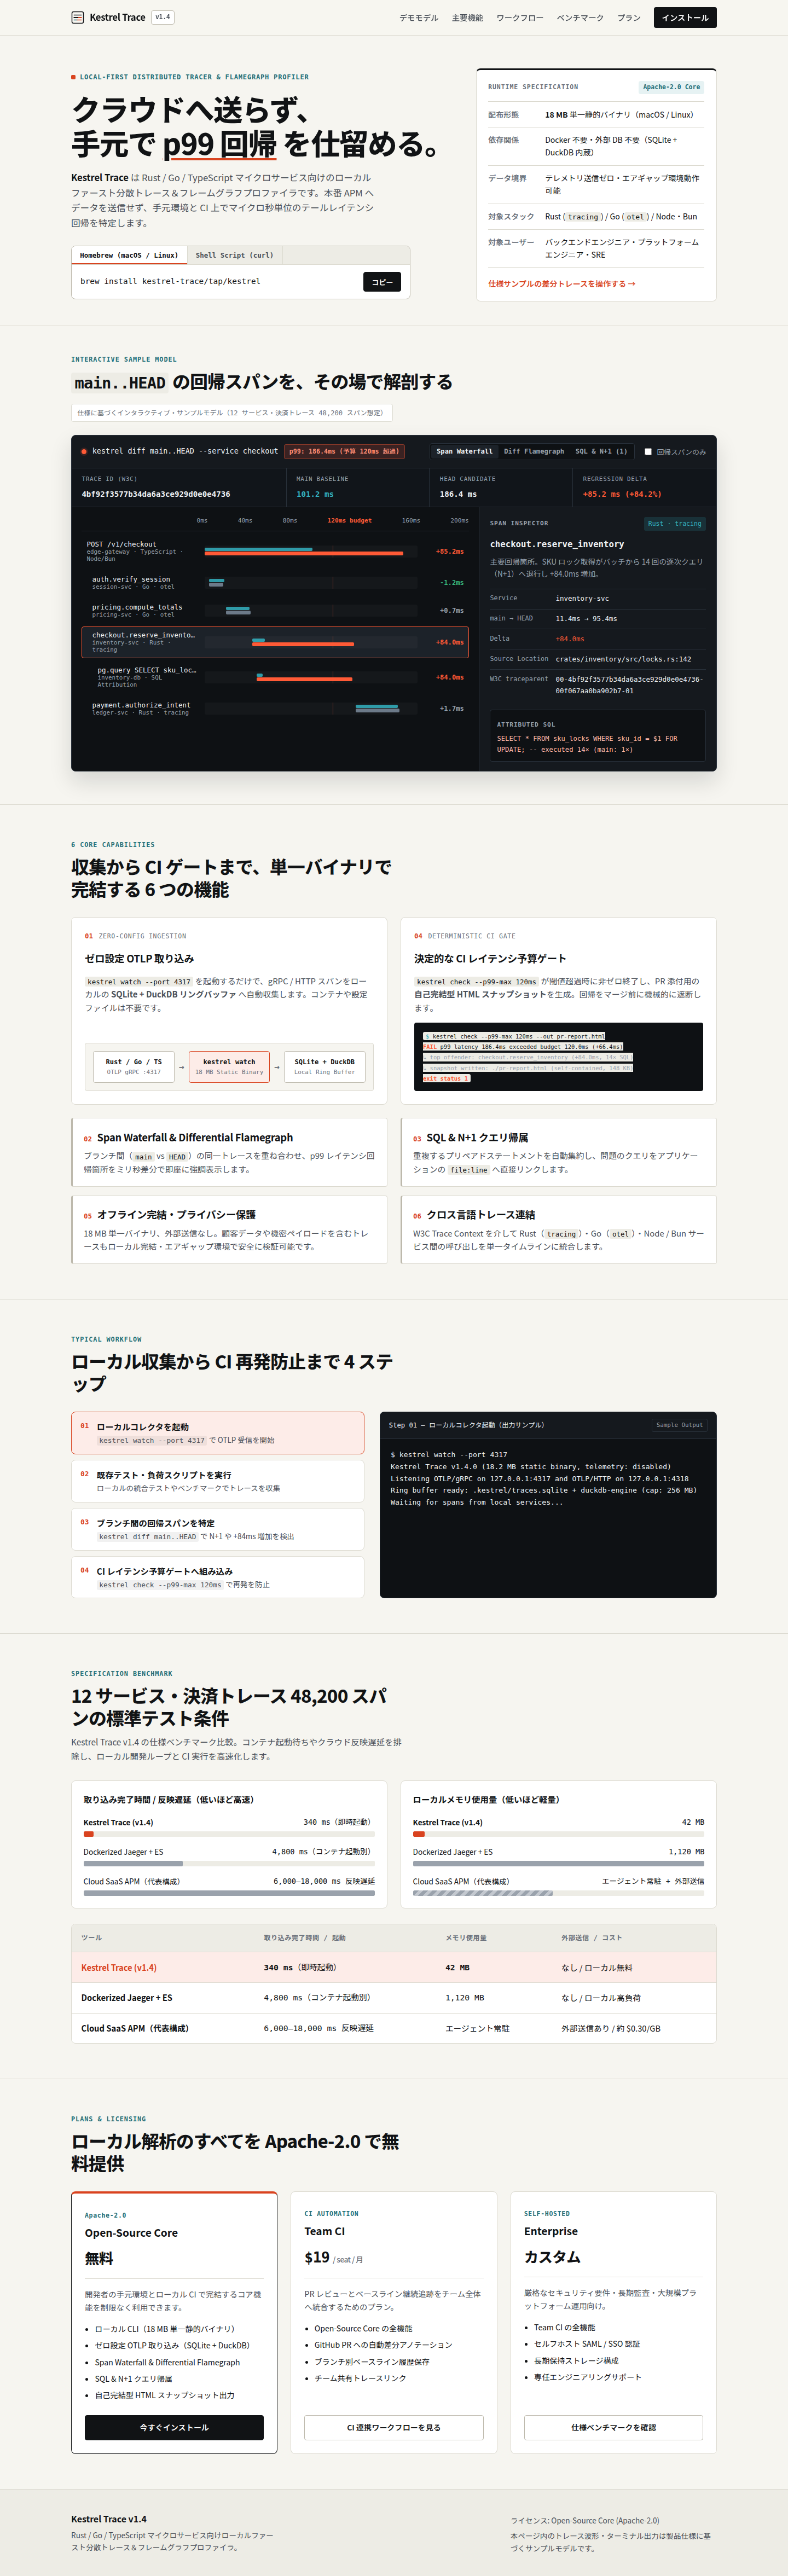 Kestrel Trace v1.4
デモモデル 主要機能 ワークフロー ベンチマーク プラン インストール
LOCAL-FIRST DISTRIBUTED TRACER & FLAMEGRAPH PROFILER
クラウドへ送らず、
手元で p99 回帰 を仕留める。
Kestrel Trace は Rust / Go / TypeScript マイクロサービス向けのローカル
ファースト分散トレース＆フレームグラフプロファイラです。本番 APM へ
データを送信せず、手元環境と CI 上でマイクロ秒単位のテールレイテンシ
回帰を特定します。
Homebrew (macOS / Linux) Shell Script (curl)
brew install kestrel-trace/tap/kestrel コピー
RUNTIME SPECIFICATION Apache-2.0 Core
配布形態 18 MB 単一静的バイナリ（macOS / Linux）
依存関係 Docker 不要・外部 DB 不要（SQLite +
DuckDB 内蔵）
データ境界 テレメトリ送信ゼロ・エアギャップ環境動作
可能
対象スタック Rust ( tracing ) / Go ( otel ) / Node・Bun
対象ユーザー バックエンドエンジニア・プラットフォーム
エンジニア・SRE
仕様サンプルの差分トレースを操作する →
INTERACTIVE SAMPLE MODEL
main..HEAD の回帰スパンを、その場で解剖する
仕様に基づくインタラクティブ・サンプルモデル（12 サービス・決済トレース 48,200 スパン想定）
kestrel diff main..HEAD --service checkout p99: 186.4ms (予算 120ms 超過) Span Waterfall Diff Flamegraph SQL & N+1 (1) 回帰スパンのみ
TRACE ID (W3C) MAIN BASELINE HEAD CANDIDATE REGRESSION DELTA
4bf92f3577b34da6a3ce929d0e0e4736 101.2 ms 186.4 ms +85.2 ms (+84.2%)
0ms 40ms 80ms 120ms budget 160ms 200ms
POST /v1/checkout
edge-gateway · TypeScript ·
Node/Bun
+85.2ms
auth.verify_session
session-svc · Go · otel
-1.2ms
pricing.compute_totals
pricing-svc · Go · otel
+0.7ms
checkout.reserve_invento…
inventory-svc · Rust ·
tracing
+84.0ms
pg.query SELECT sku_loc…
inventory-db · SQL
Attribution
+84.0ms
payment.authorize_intent
ledger-svc · Rust · tracing
+1.7ms
SPAN INSPECTOR Rust · tracing
checkout.reserve_inventory
主要回帰箇所。SKU ロック取得がバッチから 14 回の逐次クエリ
（N+1）へ退行し +84.0ms 増加。
Service inventory-svc
main → HEAD 11.4ms → 95.4ms
Delta +84.0ms
Source Location crates/inventory/src/locks.rs:142
W3C traceparent 00-4bf92f3577b34da6a3ce929d0e0e4736-
00f067aa0ba902b7-01
ATTRIBUTED SQL
SELECT * FROM sku_locks WHERE sku_id = $1 FOR
UPDATE; -- executed 14× (main: 1×)
6 CORE CAPABILITIES
収集から CI ゲートまで、単一バイナリで
完結する 6 つの機能
01 ZERO-CONFIG INGESTION
ゼロ設定 OTLP 取り込み
kestrel watch --port 4317 を起動するだけで、gRPC / HTTP スパンをロー
カルの SQLite + DuckDB リングバッファ へ自動収集します。コンテナや設定
ファイルは不要です。
Rust / Go / TS → kestrel watch → SQLite + DuckDB
OTLP gRPC :4317 18 MB Static Binary Local Ring Buffer
04 DETERMINISTIC CI GATE
決定的な CI レイテンシ予算ゲート
kestrel check --p99-max 120ms が閾値超過時に非ゼロ終了し、PR 添付用の
自己完結型 HTML スナップショットを生成。回帰をマージ前に機械的に遮断し
ます。
$ kestrel check --p99-max 120ms --out pr-report.html
FAIL p99 latency 186.4ms exceeded budget 120.0ms (+66.4ms)
exit status 1
02 Span Waterfall & Differential Flamegraph
ブランチ間（ main vs HEAD ）の同一トレースを重ね合わせ、p99 レイテンシ回
帰箇所をミリ秒差分で即座に強調表示します。
03 SQL & N+1 クエリ帰属
重複するプリペアドステートメントを自動集約し、問題のクエリをアプリケー
ションの file:line へ直接リンクします。
05 オフライン完結・プライバシー保護
18 MB 単一バイナリ、外部送信なし。顧客データや機密ペイロードを含むトレ
ースもローカル完結・エアギャップ環境で安全に検証可能です。
06 クロス言語トレース連結
W3C Trace Context を介して Rust（ tracing ）・Go（ otel ）・Node / Bun サー
ビス間の呼び出しを単一タイムラインに統合します。
TYPICAL WORKFLOW
ローカル収集から CI 再発防止まで 4 ステ
ップ
01 ローカルコレクタを起動
kestrel watch --port 4317 で OTLP 受信を開始
02 既存テスト・負荷スクリプトを実行
ローカルの統合テストやベンチマークでトレースを収集
03 ブランチ間の回帰スパンを特定
kestrel diff main..HEAD で N+1 や +84ms 増加を検出
04 CI レイテンシ予算ゲートへ組み込み
kestrel check --p99-max 120ms で再発を防止
Step 01 — ローカルコレクタ起動（出力サンプル） Sample Output
$ kestrel watch --port 4317
Kestrel Trace v1.4.0 (18.2 MB static binary, telemetry: disabled)
Listening OTLP/gRPC on 127.0.0.1:4317 and OTLP/HTTP on 127.0.0.1:4318
Ring buffer ready: .kestrel/traces.sqlite + duckdb-engine (cap: 256 MB)
Waiting for spans from local services...
SPECIFICATION BENCHMARK
12 サービス・決済トレース 48,200 スパ
ンの標準テスト条件
Kestrel Trace v1.4 の仕様ベンチマーク比較。コンテナ起動待ちやクラウド反映遅延を排
除し、ローカル開発ループと CI 実行を高速化します。
取り込み完了時間 / 反映遅延（低いほど高速）
Kestrel Trace (v1.4) 340 ms（即時起動）
Dockerized Jaeger + ES 4,800 ms（コンテナ起動別）
Cloud SaaS APM（代表構成） 6,000–18,000 ms 反映遅延
ローカルメモリ使用量（低いほど軽量）
Kestrel Trace (v1.4) 42 MB
Dockerized Jaeger + ES 1,120 MB
Cloud SaaS APM（代表構成） エージェント常駐 + 外部送信
ツール 取り込み完了時間 / 起動 メモリ使用量 外部送信 / コスト
Kestrel Trace (v1.4) 340 ms（即時起動） 42 MB なし / ローカル無料
Dockerized Jaeger + ES 4,800 ms（コンテナ起動別） 1,120 MB なし / ローカル高負荷
Cloud SaaS APM（代表構成） 6,000–18,000 ms 反映遅延 エージェント常駐 外部送信あり / 約 $0.30/GB
PLANS & LICENSING
ローカル解析のすべてを Apache-2.0 で無
料提供
Apache-2.0
Open-Source Core
無料
開発者の手元環境とローカル CI で完結するコア機
能を制限なく利用できます。
• ローカル CLI（18 MB 単一静的バイナリ）
• ゼロ設定 OTLP 取り込み（SQLite + DuckDB）
• Span Waterfall & Differential Flamegraph
• SQL & N+1 クエリ帰属
• 自己完結型 HTML スナップショット出力
今すぐインストール
CI AUTOMATION
Team CI
$19 / seat / 月
PR レビューとベースライン継続追跡をチーム全体
へ統合するためのプラン。
• Open-Source Core の全機能
• GitHub PR への自動差分アノテーション
• ブランチ別ベースライン履歴保存
• チーム共有トレースリンク
CI 連携ワークフローを見る
SELF-HOSTED
Enterprise
カスタム
厳格なセキュリティ要件・長期監査・大規模プラ
ットフォーム運用向け。
• Team CI の全機能
• セルフホスト SAML / SSO 認証
• 長期保持ストレージ構成
• 専任エンジニアリングサポート
仕様ベンチマークを確認
Kestrel Trace v1.4
Rust / Go / TypeScript マイクロサービス向けローカルファー
スト分散トレース＆フレームグラフプロファイラ。
ライセンス: Open-Source Core (Apache-2.0)
本ページ内のトレース波形・ターミナル出力は製品仕様に基
づくサンプルモデルです。